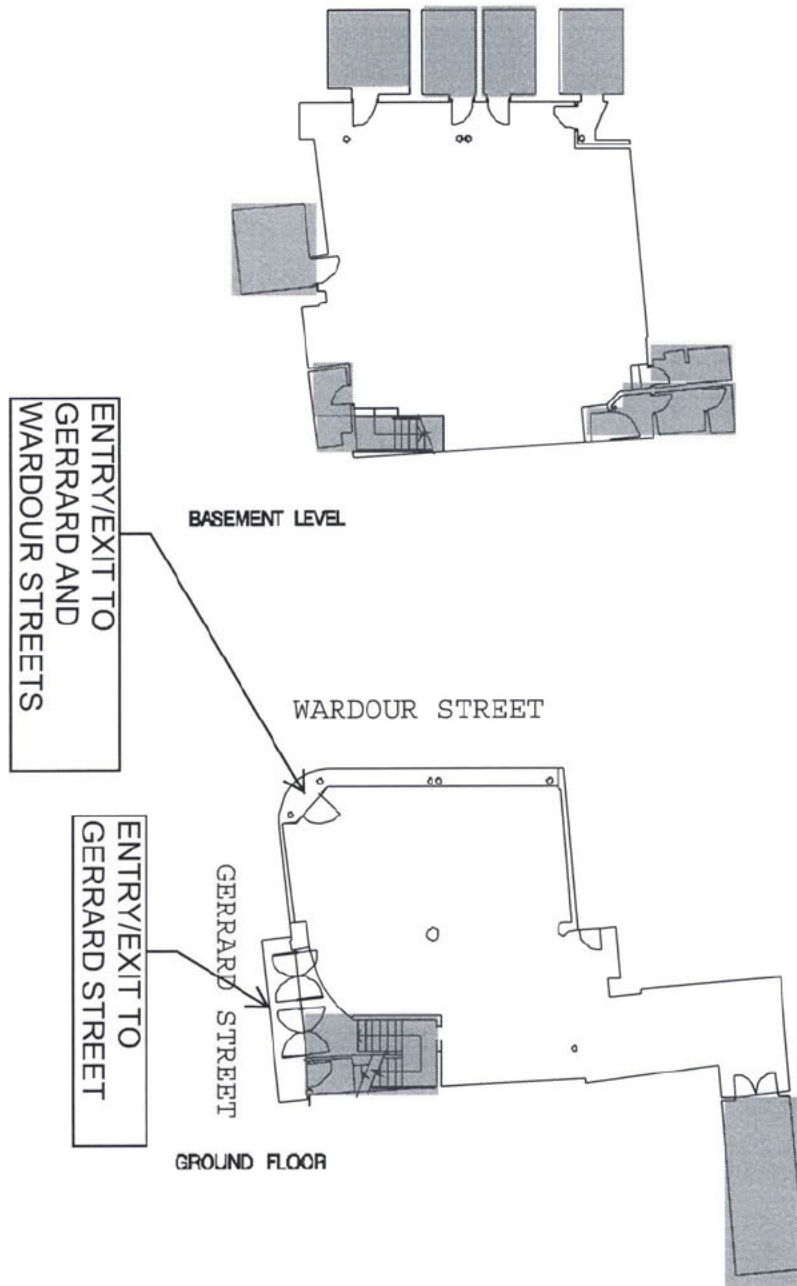 BASEMENT LEVEL
ENTRY/EXIT TO
GERRARD AND
WARDOUR STREETS
WARDOUR STREET
ENTRY/EXIT TO
GERRARD STREET
GERRARD STREET
GROUND FLOOR